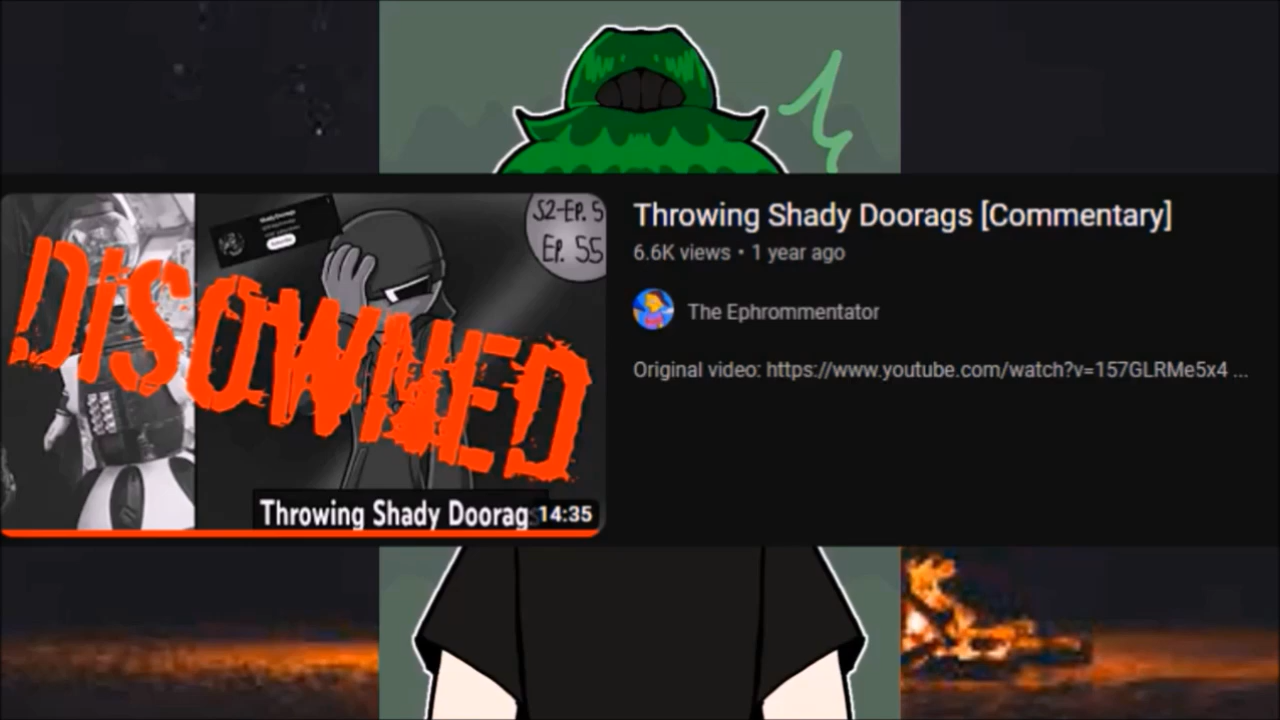 S2-EP. 5
EP. 55
DISOWNED
Throwing Shady Doorag
14:35
Throwing Shady Doorags [Commentary]
6.6K views • 1 year ago
The Ephrommentator
Original video: https://www.youtube.com/watch?v=157GLRMe5x4 ...